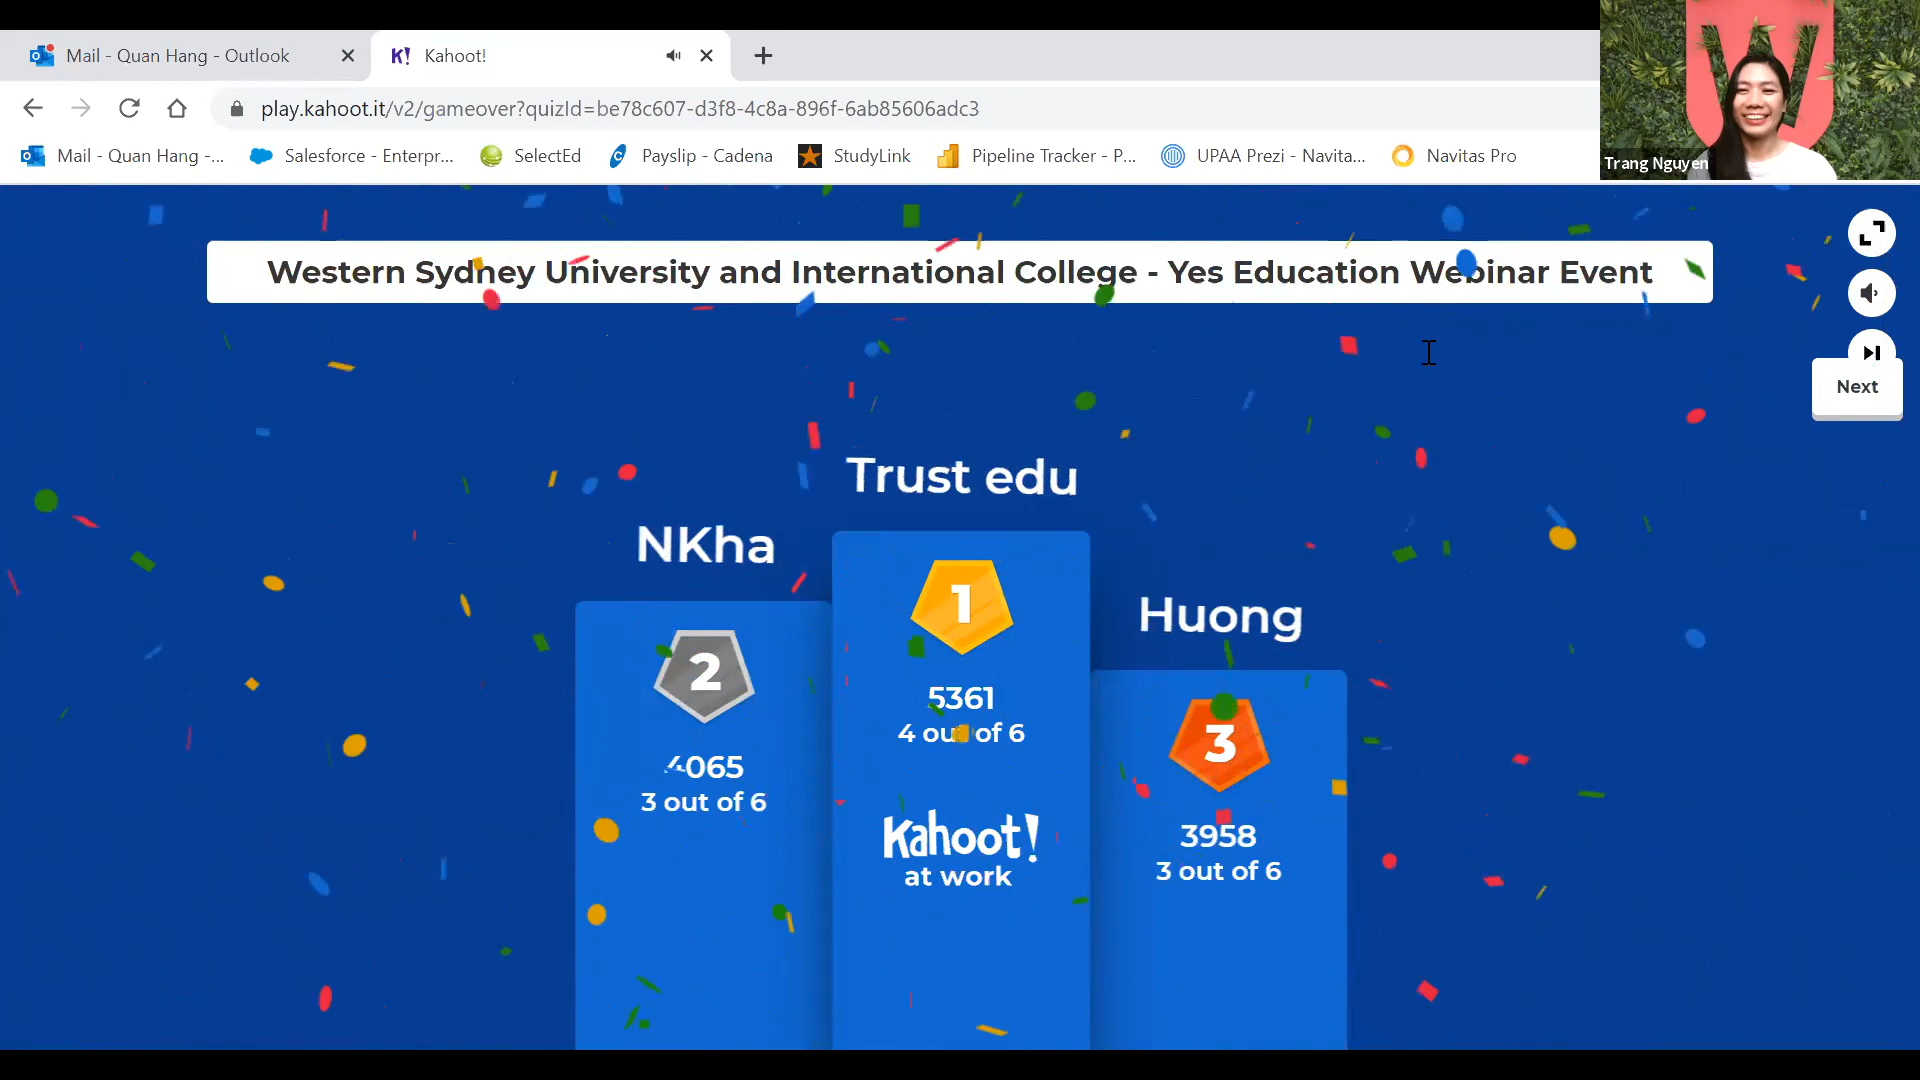 Mail - Quan Hang - Outlook
Kahoot!
play.kahoot.it/v2/gameover?quizId=be78c607-d3f8-4c8a-896f-6ab85606adc3
Mail - Quan Hang -...
Salesforce - Enterpr...
SelectEd
Payslip - Cadena
StudyLink
Pipeline Tracker - P...
UPAA Prezi - Navita...
Navitas Pro
W
Trang Nguyen
Western Sydney University and International College - Yes Education Webinar Event
Next
Trust edu
NKha
Huong
1
5361
4 out of 6
Kahoot!
at work
2
4065
3 out of 6
3
3958
3 out of 6